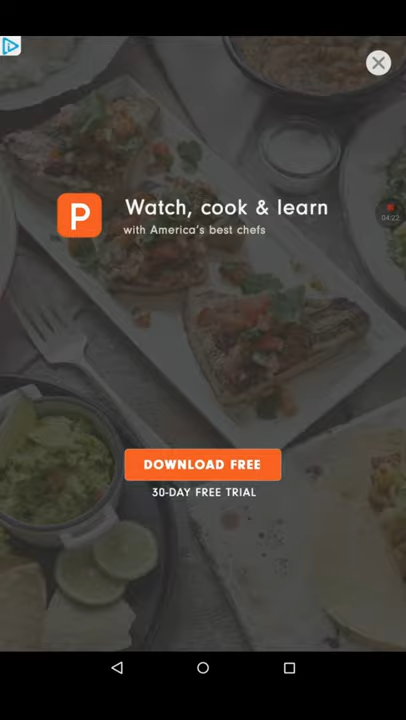 P
Watch, cook & learn
with America's best chefs
04:22
DOWNLOAD FREE
30-DAY FREE TRIAL